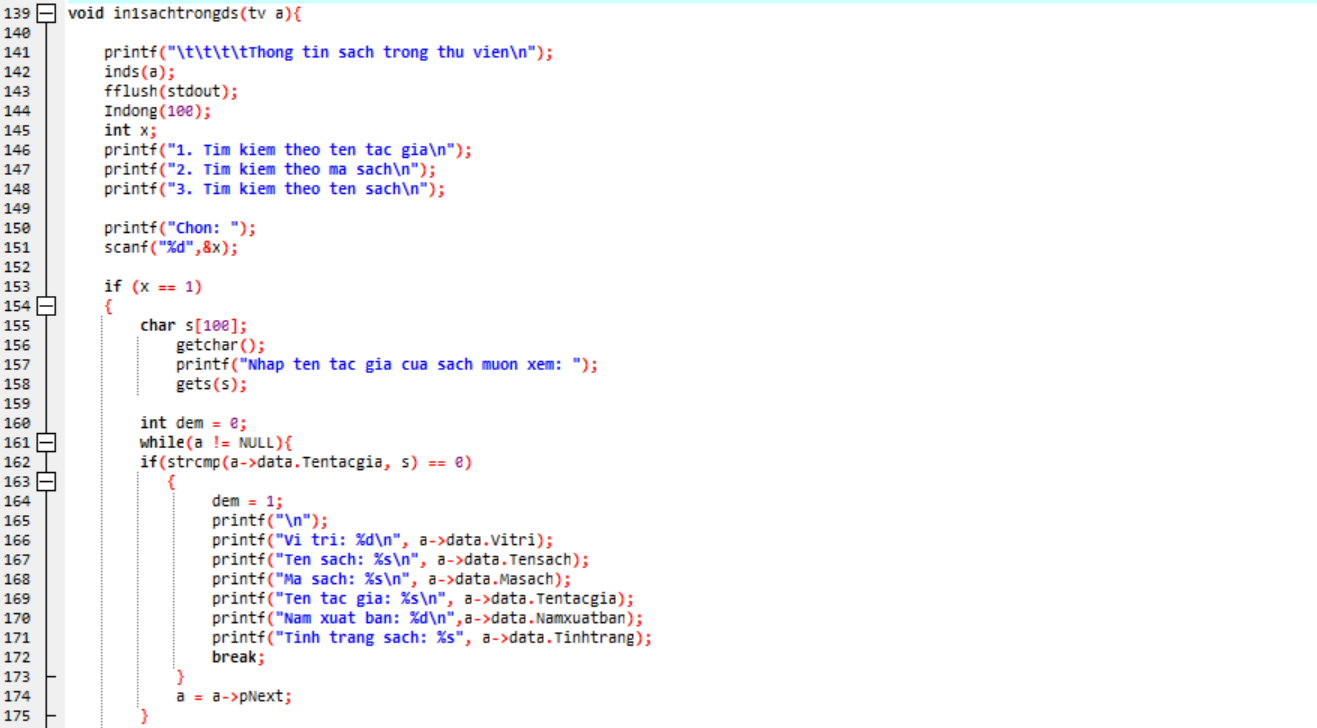 139 void in1sachtrongds(tv a){
140
141 printf("\t\t\t\tThong tin sach trong thu vien\n");
142 inds(a);
143 fflush(stdout);
144 Indong(100);
145 int x;
146 printf("1. Tim kiem theo ten tac gia\n");
147 printf("2. Tim kiem theo ma sach\n");
148 printf("3. Tim kiem theo ten sach\n");
149
150 printf("Chon: ");
151 scanf("%d",&x);
152
153 if (x == 1)
154 {
155 char s[100];
156 getchar();
157 printf("Nhap ten tac gia cua sach muon xem: ");
158 gets(s);
159
160 int dem = 0;
161 while(a != NULL){
162 if(strcmp(a->data.Tentacgia, s) == 0)
163 {
164 dem = 1;
165 printf("\n");
166 printf("Vi tri: %d\n", a->data.Vitri);
167 printf("Ten sach: %s\n", a->data.Tensach);
168 printf("Ma sach: %s\n", a->data.Masach);
169 printf("Ten tac gia: %s\n", a->data.Tentacgia);
170 printf("Nam xuat ban: %d\n",a->data.Namxuatban);
171 printf("Tinh trang sach: %s", a->data.Tinhtrang);
172 break;
173 }
174 a = a->pNext;
175 }